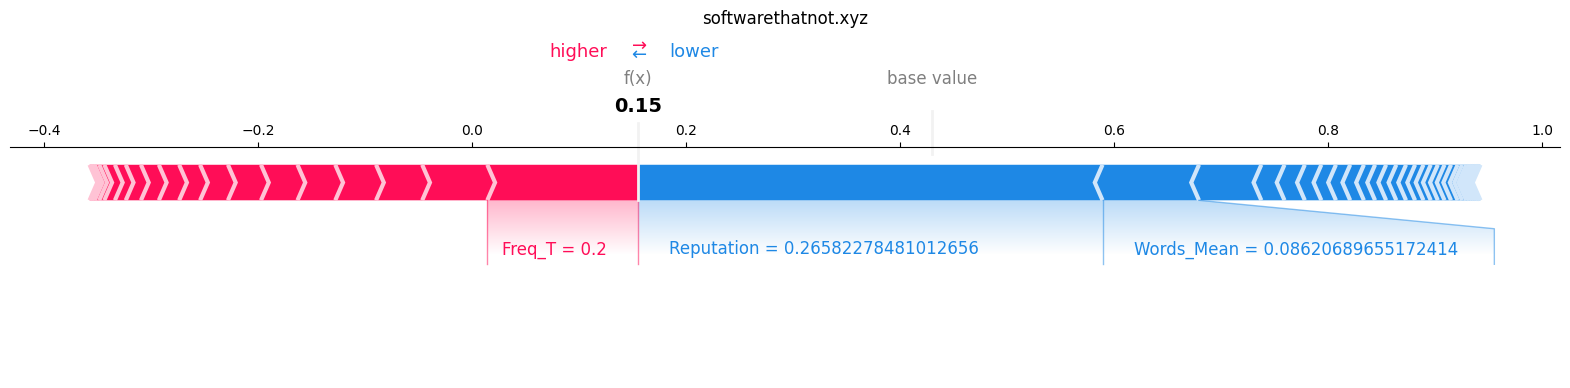 softwarethatnot.xyz
higher ⇄ lower
f(x) base value
0.15
−0.4 −0.2 0.0 0.2 0.4 0.6 0.8 1.0
Freq_T = 0.2 Reputation = 0.26582278481012656 Words_Mean = 0.08620689655172414